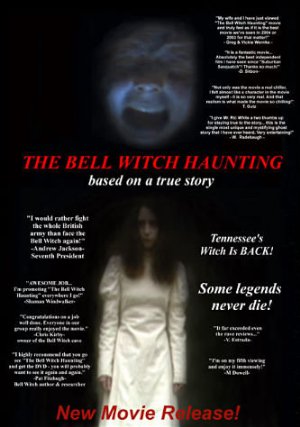 "My wife and I have just viewed
"The Bell Witch Haunting" movie
and truly feel as if it is the best
movie we've seen in 2004 or
2003 for that matter!"
- Greg & Vickie Wernike -
"It is a fantastic movie...
Absolutely the best independent
film I have seen since "Suburban
Sasquatch"! Thanks so much!"
-D. Gibson-
"Not only was the movie a real chiller,
I felt almost like a character in the movie
myself - it is so very real. And that
realism is what made the movie so chilling!"
I give Mr. Ric White a two thumbs up
for staying true to the story... this is the
single most unique and mystifying ghost
story that I have ever heard. Very entertaining!"
THE BELL WITCH HAUNTING
based on a true story
"I would rather fight
the whole British
army than face the
Bell Witch again!"
-Andrew Jackson-
Seventh President
Tennessee's
Witch Is BACK!
"AWESOME JOB...
I'm promoting "The Bell Witch
Haunting" everywhere I go!"
-Shaman Windwalker-
Some legends
never die!
"Congratulations on a job
well done. Everyone in our
group really enjoyed the movie."
-Chris Kirby-
owner of the Bell Witch cave
"It far exceeded even
the rave reviews..."
-V. Estrada-
"I highly recommend that you go
see "The Bell Witch Haunting"
and get the DVD - you will probably
want to see it again and again."
-Pat Fitzhugh-
Bell Witch author & researcher
"I'm on my fifth viewing
and enjoy it immensely!"
-M Dowell-
New Movie Release!